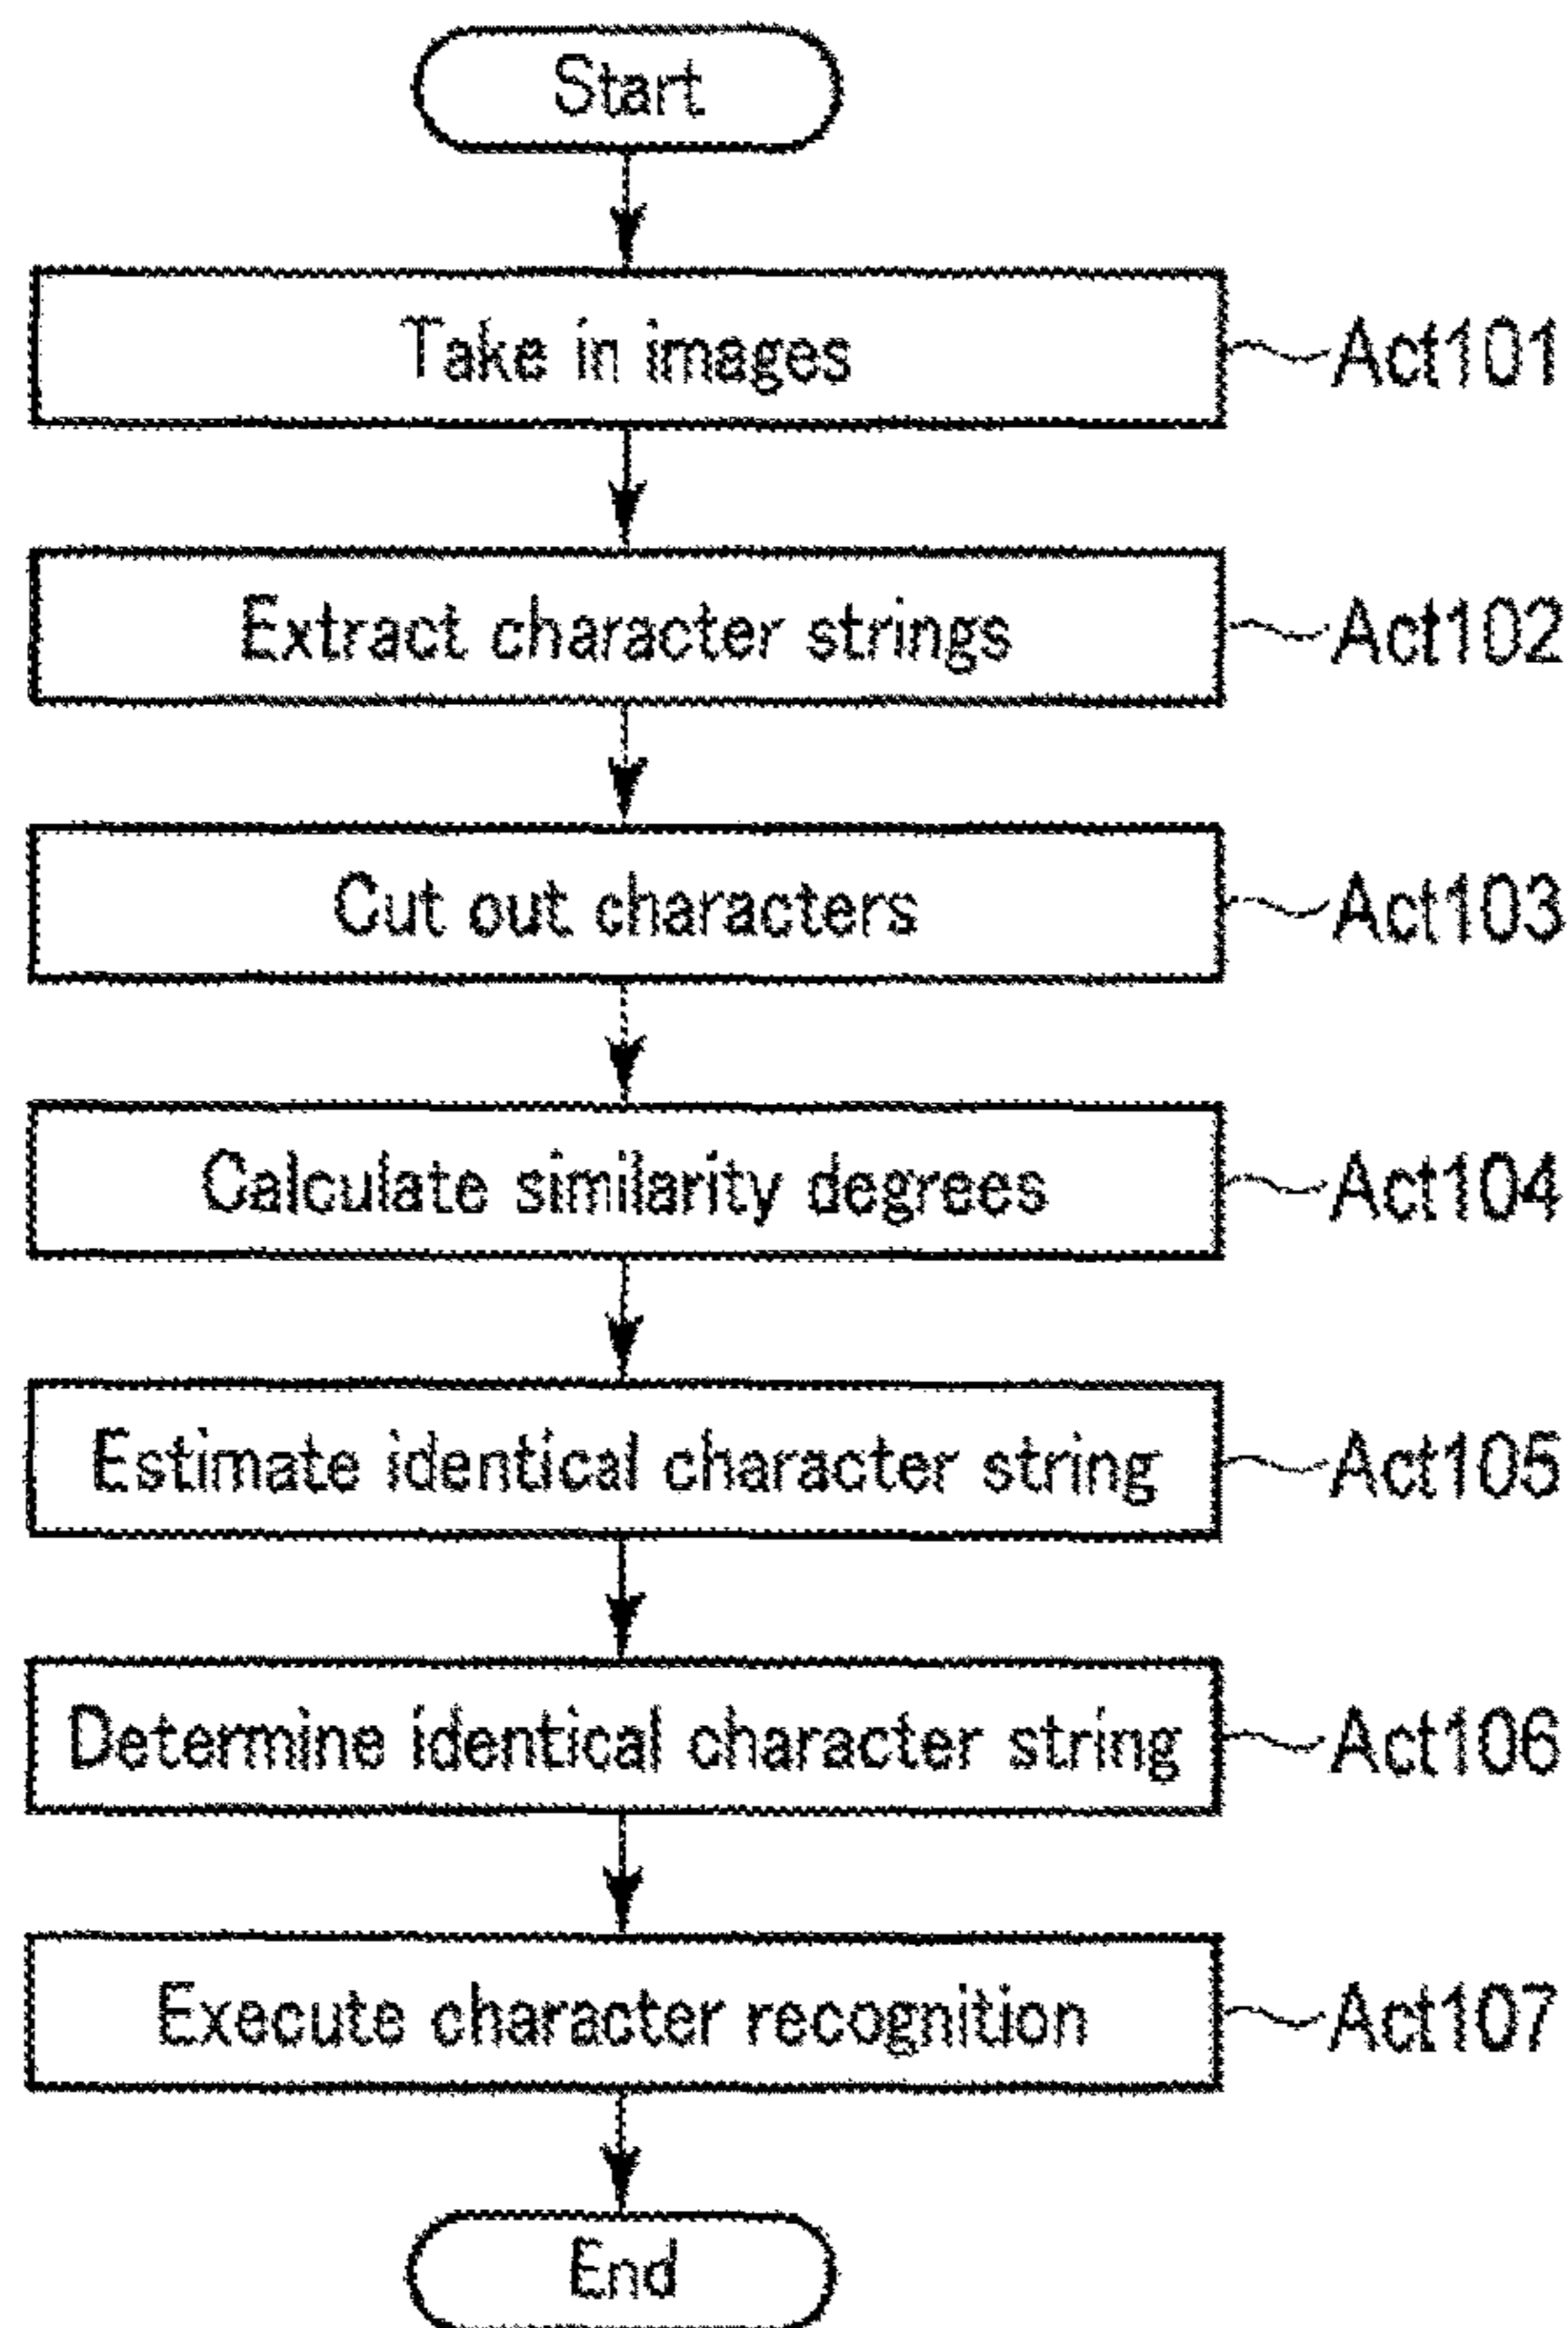 Start
Take in images
Act101
Extract character strings
Act102
Cut out characters
Act103
Calculate similarity degrees
Act104
Estimate identical character string
Act105
Determine identical character string
Act106
Execute character recognition
Act107
End